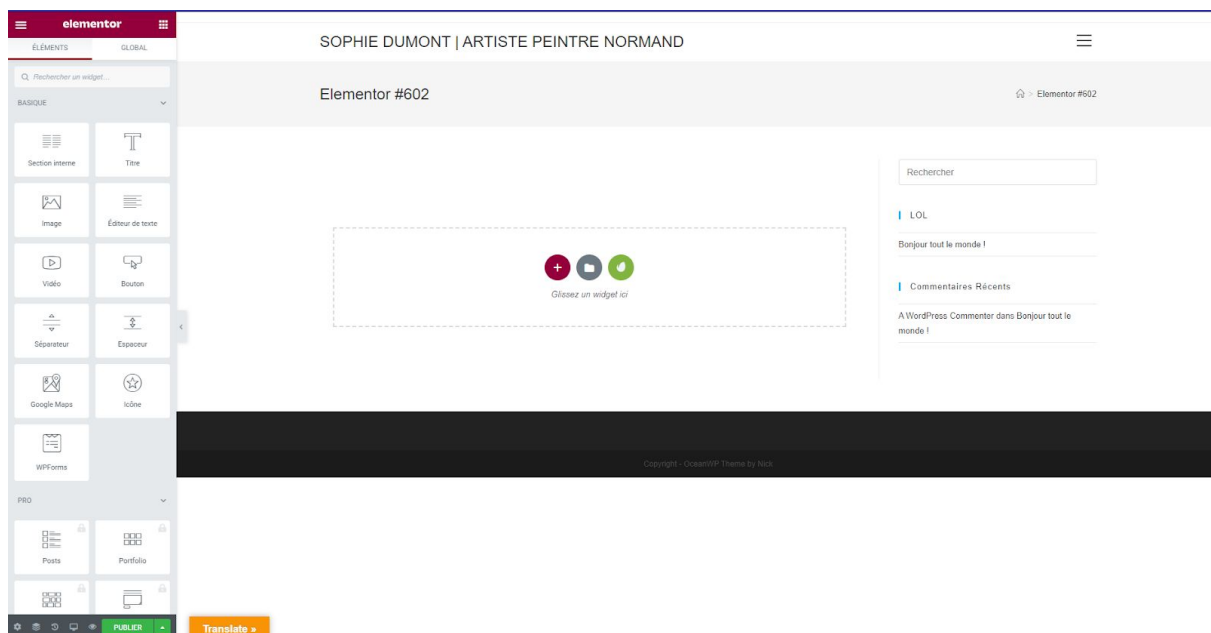 elementor
ÉLÉMENTS
GLOBAL
Rechercher un widget...
BASIQUE
Section interne
Titre
Image
Éditeur de texte
Vidéo
Bouton
Séparateur
Espaceur
Google Maps
Icône
WPForms
PRO
Posts
Portfolio
PUBLIER
SOPHIE DUMONT | ARTISTE PEINTRE NORMAND
Elementor #602
> Elementor #602
Glissez un widget ici
Rechercher
LOL
Bonjour tout le monde !
Commentaires Récents
A WordPress Commenter dans Bonjour tout le
monde !
Copyright - OceanWP Theme by Nick
Translate »